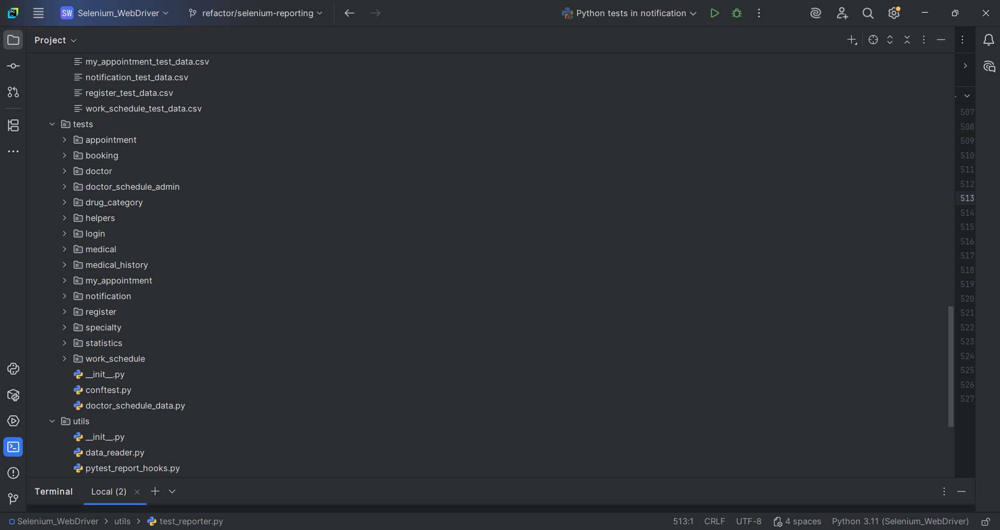 SW Selenium_WebDriver refactor/selenium-reporting Python tests in notification
Project
my_appointment_test_data.csv
notification_test_data.csv
register_test_data.csv
work_schedule_test_data.csv
tests
appointment
booking
doctor
doctor_schedule_admin
drug_category
helpers
login
medical
medical_history
my_appointment
notification
register
specialty
statistics
work_schedule
__init__.py
conftest.py
doctor_schedule_data.py
utils
__init__.py
data_reader.py
pytest_report_hooks.py
507
508
509
510
511
512
513
514
515
516
517
518
519
520
521
522
523
524
525
526
527
Terminal Local (2)
Selenium_WebDriver > utils > test_reporter.py 513:1 CRLF UTF-8 4 spaces Python 3.11 (Selenium_WebDriver)